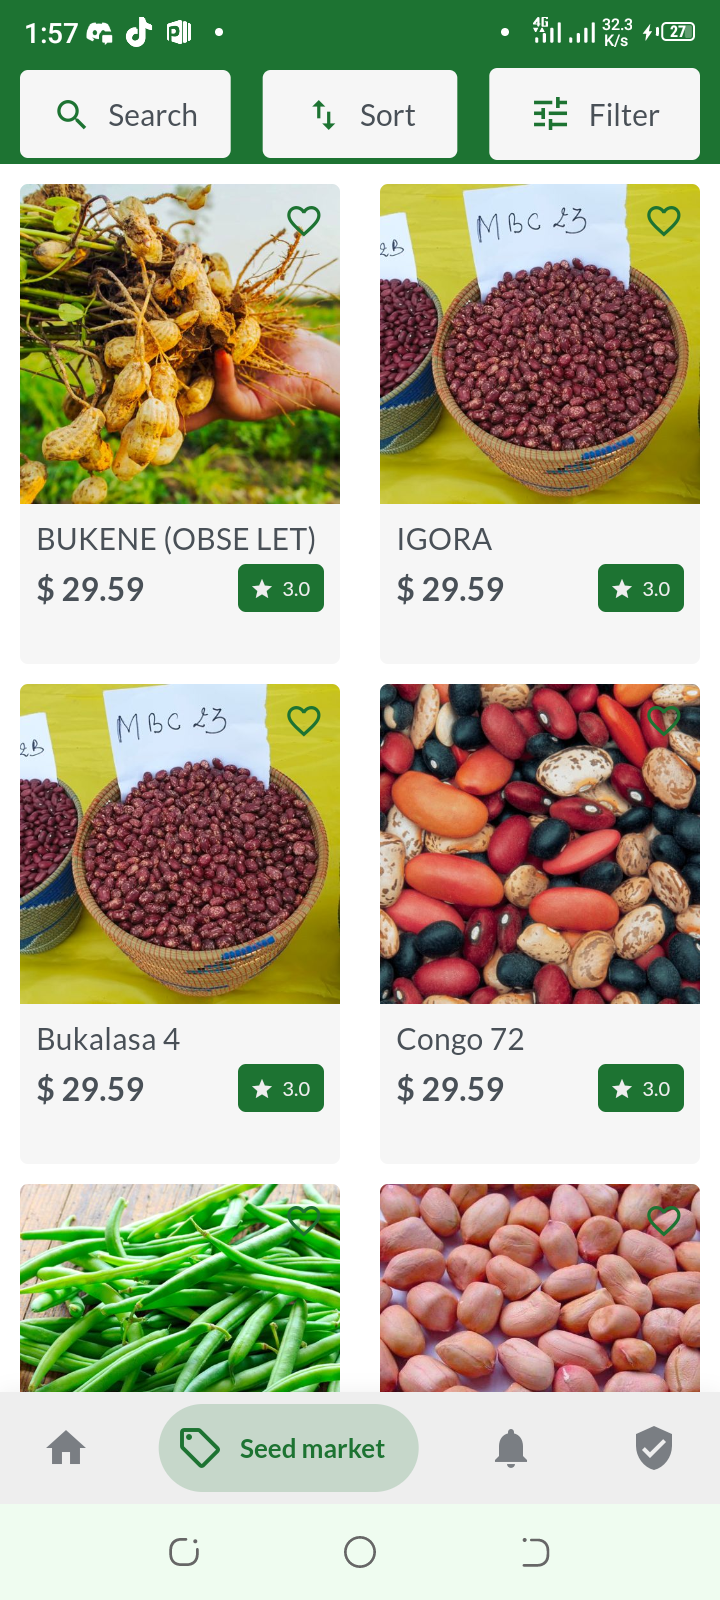 1:57
4G
32.3
K/s
27
Search
Sort
Filter
2B
MBC 23
BUKENE (OBSE LET)
$ 29.59
3.0
IGORA
$ 29.59
3.0
2B
MBC 23
Bukalasa 4
$ 29.59
3.0
Congo 72
$ 29.59
3.0
Seed market